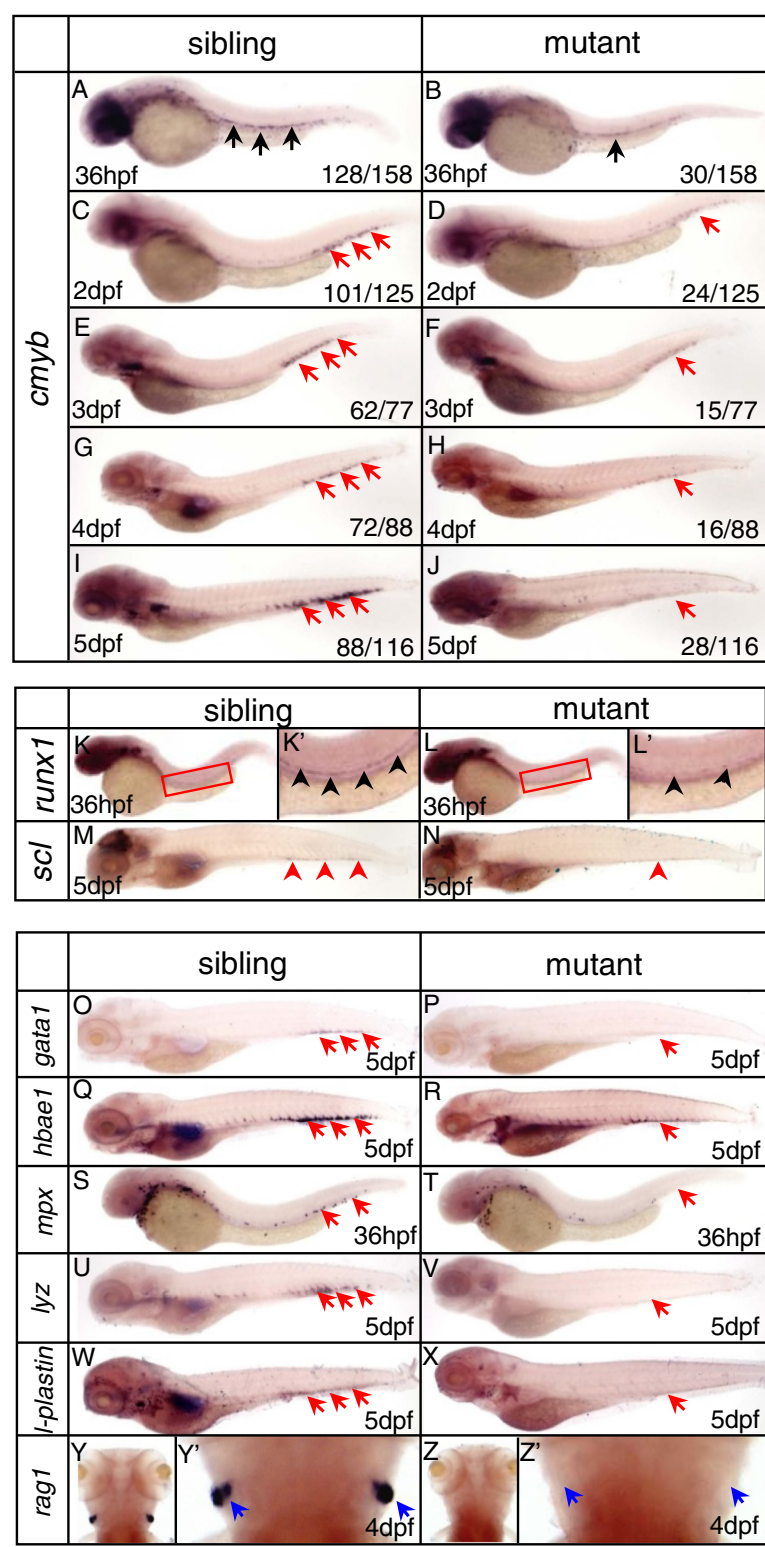 sibling mutant
cmyb
A 36hpf 128/158
B 36hpf 30/158
C 2dpf 101/125
D 2dpf 24/125
E 3dpf 62/77
F 3dpf 15/77
G 4dpf 72/88
H 4dpf 16/88
I 5dpf 88/116
J 5dpf 28/116
sibling mutant
runx1
K 36hpf
K'
L 36hpf
L'
scl
M 5dpf
N 5dpf
sibling mutant
gata1
O 5dpf
P 5dpf
hbae1
Q 5dpf
R 5dpf
mpx
S 36hpf
T 36hpf
lyz
U 5dpf
V 5dpf
l-plastin
W 5dpf
X 5dpf
rag1
Y
Y' 4dpf
Z
Z' 4dpf